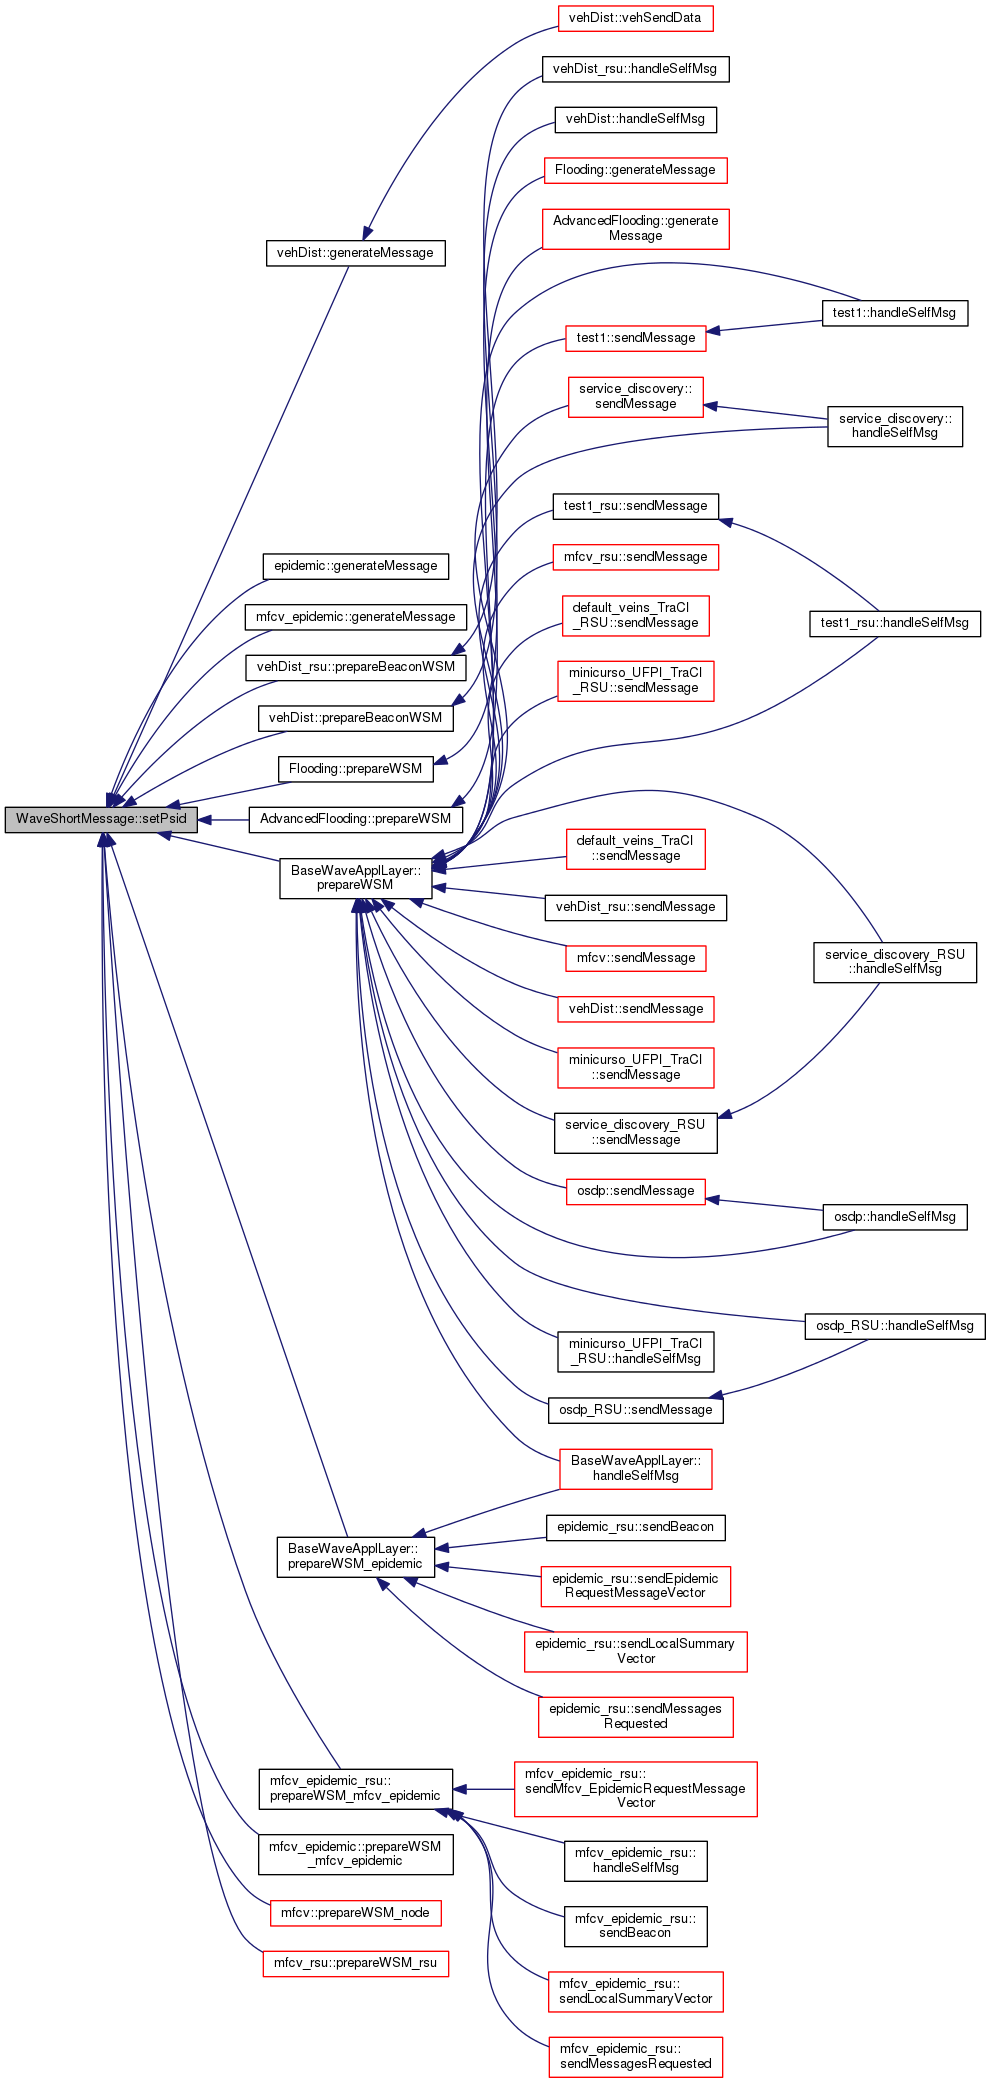 vehDist::vehSendData
vehDist_rsu::handleSelfMsg
vehDist::handleSelfMsg
Flooding::generateMessage
AdvancedFlooding::generate
Message
vehDist::generateMessage
test1::handleSelfMsg
test1::sendMessage
service_discovery::
sendMessage
service_discovery::
handleSelfMsg
test1_rsu::sendMessage
mfcv_rsu::sendMessage
epidemic::generateMessage
default_veins_TraCI
_RSU::sendMessage
mfcv_epidemic::generateMessage
test1_rsu::handleSelfMsg
vehDist_rsu::prepareBeaconWSM
minicurso_UFPI_TraCI
_RSU::sendMessage
vehDist::prepareBeaconWSM
Flooding::prepareWSM
WaveShortMessage::setPsid
AdvancedFlooding::prepareWSM
default_veins_TraCI
::sendMessage
BaseWaveApplLayer::
prepareWSM
vehDist_rsu::sendMessage
mfcv::sendMessage
service_discovery_RSU
::handleSelfMsg
vehDist::sendMessage
minicurso_UFPI_TraCI
::sendMessage
service_discovery_RSU
::sendMessage
osdp::sendMessage
osdp::handleSelfMsg
osdp_RSU::handleSelfMsg
minicurso_UFPI_TraCI
_RSU::handleSelfMsg
osdp_RSU::sendMessage
BaseWaveApplLayer::
handleSelfMsg
epidemic_rsu::sendBeacon
BaseWaveApplLayer::
prepareWSM_epidemic
epidemic_rsu::sendEpidemic
RequestMessageVector
epidemic_rsu::sendLocalSummary
Vector
epidemic_rsu::sendMessages
Requested
mfcv_epidemic_rsu::
prepareWSM_mfcv_epidemic
mfcv_epidemic_rsu::
sendMfcv_EpidemicRequestMessage
Vector
mfcv_epidemic::prepareWSM
_mfcv_epidemic
mfcv_epidemic_rsu::
handleSelfMsg
mfcv::prepareWSM_node
mfcv_epidemic_rsu::
sendBeacon
mfcv_rsu::prepareWSM_rsu
mfcv_epidemic_rsu::
sendLocalSummaryVector
mfcv_epidemic_rsu::
sendMessagesRequested